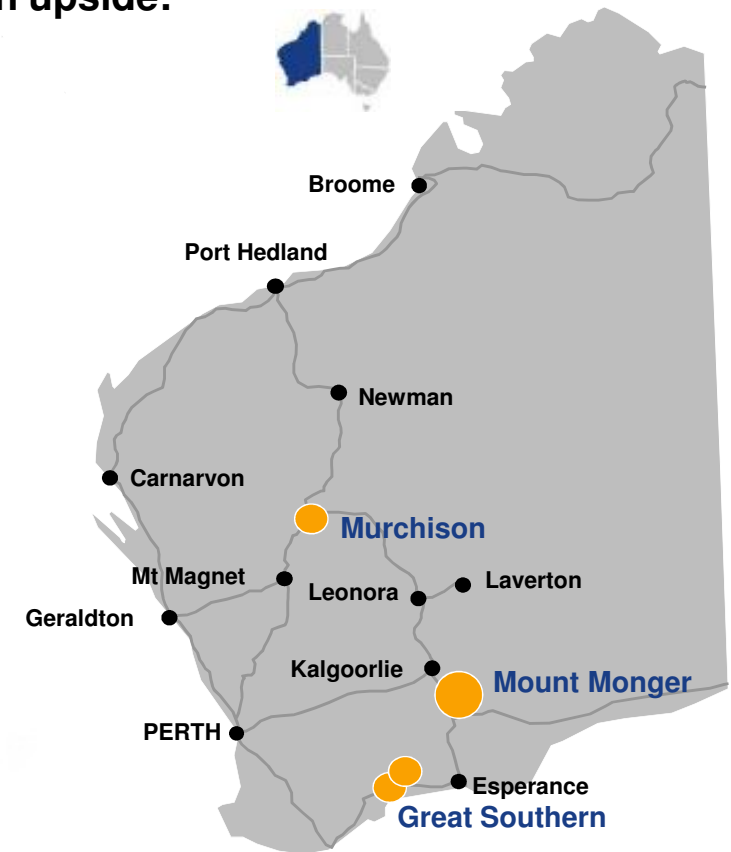 upside:
Broome
Port Hedland
Newman
Carnarvon
Murchison
Mt Magnet
Leonora
Laverton
Geraldton
Kalgoorlie
Mount Monger
PERTH
Esperance
Great Southern